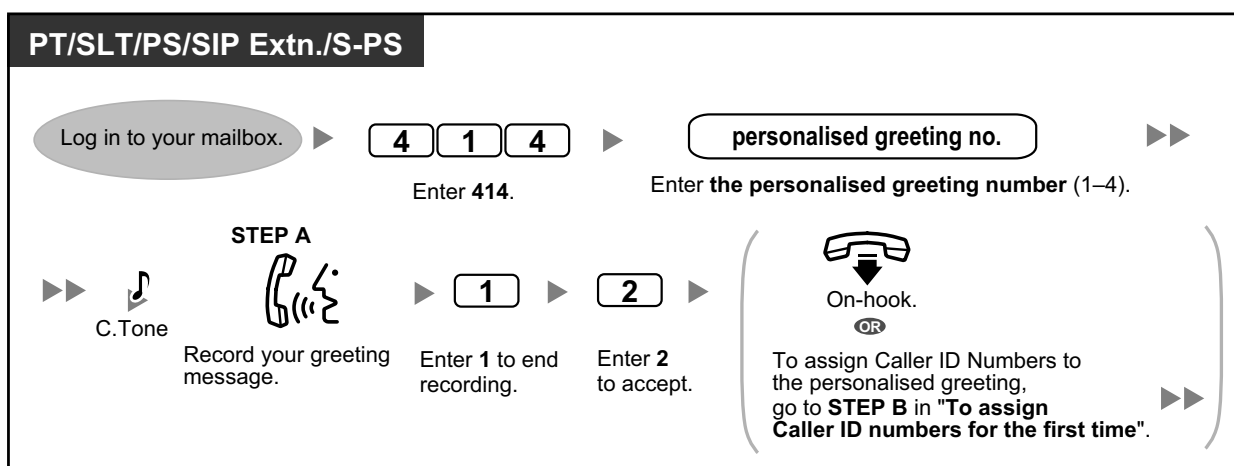 PT/SLT/PS/SIP Extn./S-PS
Log in to your mailbox.
4 1 4
Enter 414.
personalised greeting no.
Enter the personalised greeting number (1–4).
C.Tone
STEP A
Record your greeting
message.
1
Enter 1 to end
recording.
2
Enter 2
to accept.
On-hook.
OR
To assign Caller ID Numbers to
the personalised greeting,
go to STEP B in "To assign
Caller ID numbers for the first time".